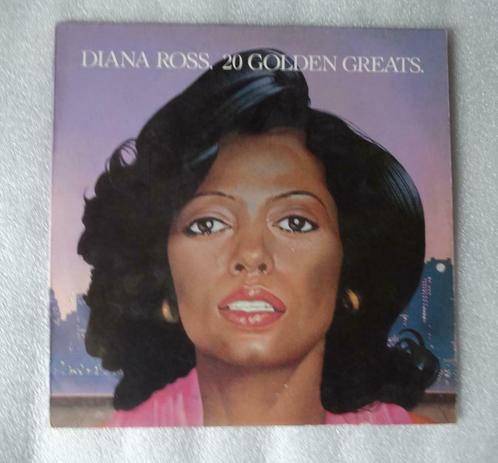 DIANA ROSS. 20 GOLDEN GREATS.